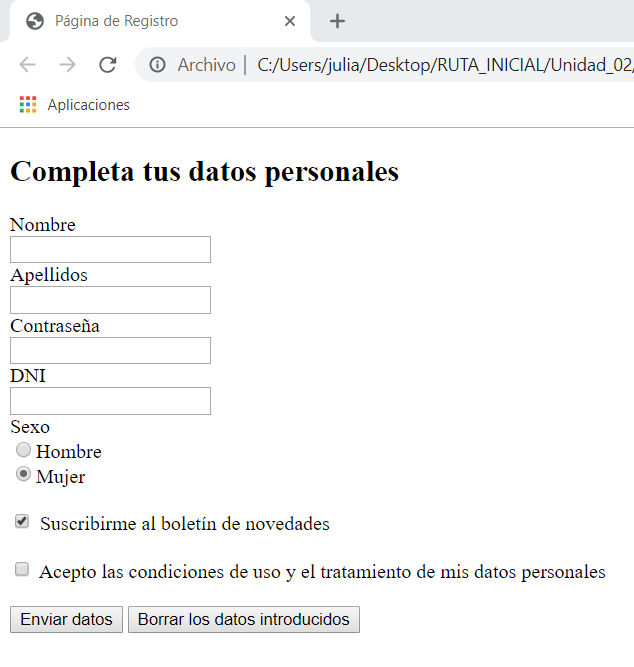 Página de Registro
Archivo | C:/Users/julia/Desktop/RUTA_INICIAL/Unidad_02/
Aplicaciones
Completa tus datos personales
Nombre
Apellidos
Contraseña
DNI
Sexo
Hombre
Mujer
Suscribirme al boletín de novedades
Acepto las condiciones de uso y el tratamiento de mis datos personales
Enviar datos Borrar los datos introducidos